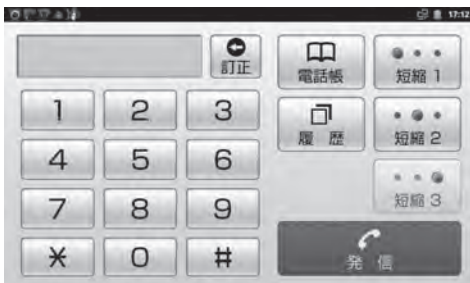 17:12
訂正
電話帳
短縮 1
1 2 3
履 歴
短縮 2
4 5 6
短縮 3
7 8 9
* 0 #
発 信